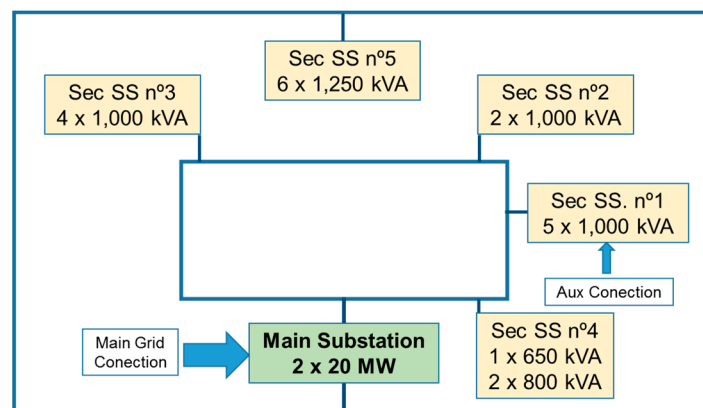 Sec SS nº5
6 x 1,250 kVA
Sec SS nº3
4 x 1,000 kVA
Sec SS nº2
2 x 1,000 kVA
Sec SS. nº1
5 x 1,000 kVA
Aux Conection
Main Grid
Conection
Main Substation
2 x 20 MW
Sec SS nº4
1 x 650 kVA
2 x 800 kVA